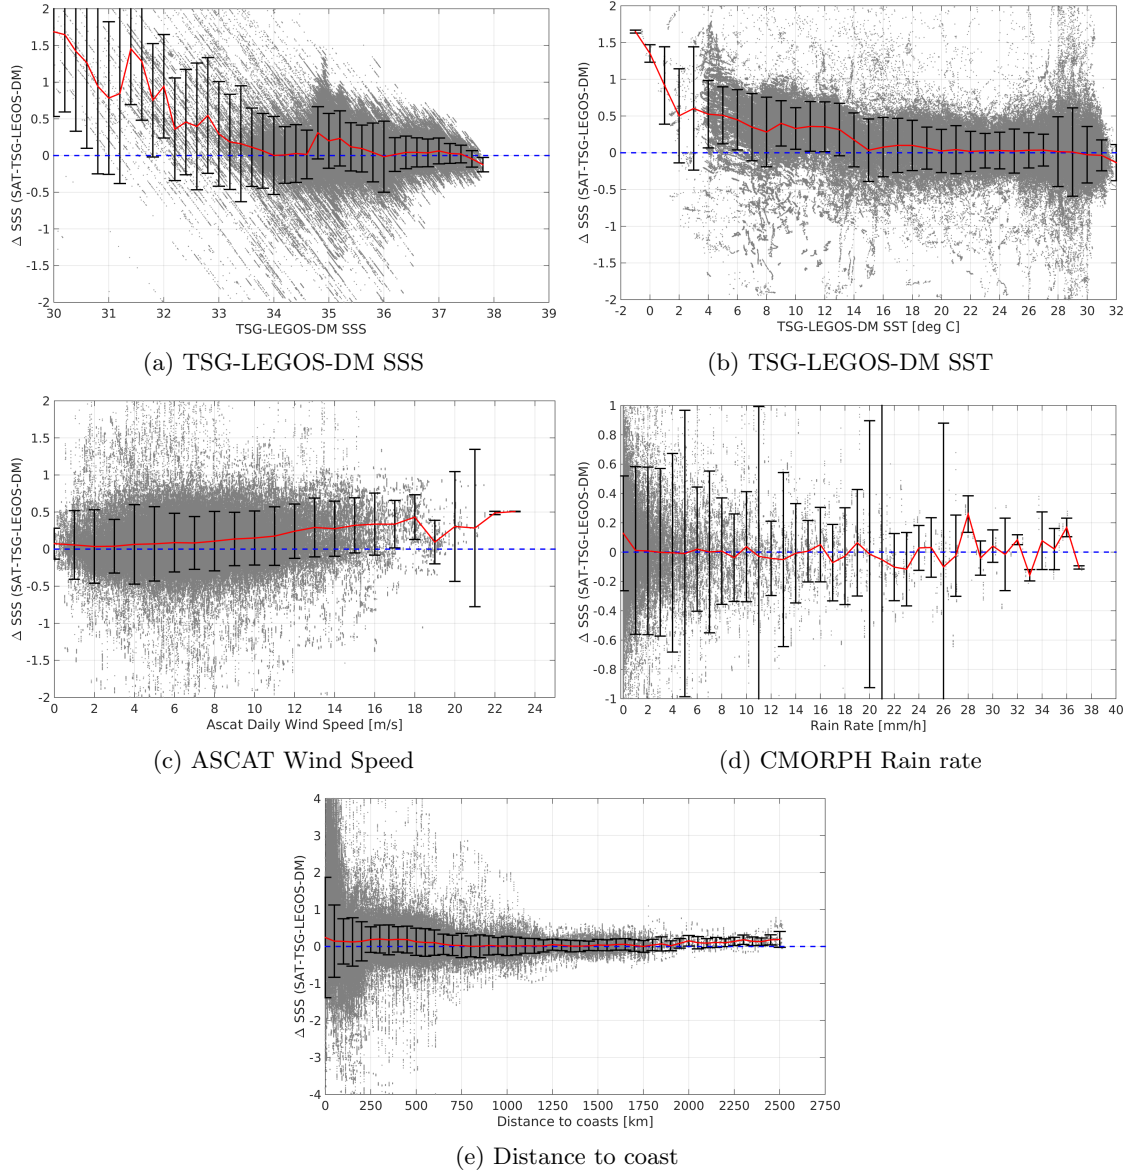 2
1.5
1
0.5
0
-0.5
-1
-1.5
-2
30 31 32 33 34 35 36 37 38 39
TSG-LEGOS-DM SSS
Δ SSS (SAT-TSG-LEGOS-DM)
(a) TSG-LEGOS-DM SSS
2
1.5
1
0.5
0
-0.5
-1
-1.5
-2
-2 0 2 4 6 8 10 12 14 16 18 20 22 24 26 28 30 32
TSG-LEGOS-DM SST [deg C]
Δ SSS (SAT-TSG-LEGOS-DM)
(b) TSG-LEGOS-DM SST
2
1.5
1
0.5
0
-0.5
-1
-1.5
-2
0 2 4 6 8 10 12 14 16 18 20 22 24
Ascat Daily Wind Speed [m/s]
Δ SSS (SAT-TSG-LEGOS-DM)
(c) ASCAT Wind Speed
1
0.8
0.6
0.4
0.2
0
-0.2
-0.4
-0.6
-0.8
-1
0 2 4 6 8 10 12 14 16 18 20 22 24 26 28 30 32 34 36 38 40
Rain Rate [mm/h]
Δ SSS (SAT-TSG-LEGOS-DM)
(d) CMORPH Rain rate
4
3
2
1
0
-1
-2
-3
-4
0 250 500 750 1000 1250 1500 1750 2000 2250 2500 2750
Distance to coasts [km]
Δ SSS (SAT-TSG-LEGOS-DM)
(e) Distance to coast